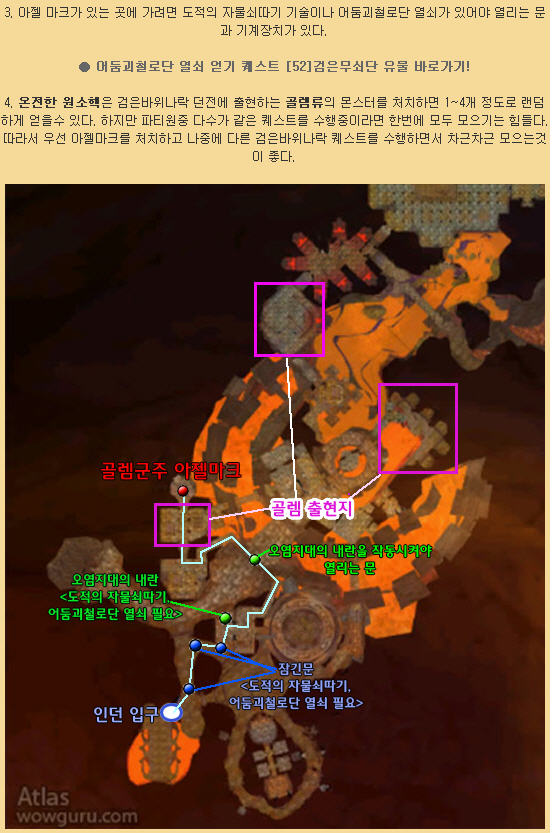 3. 아젤 마크가 있는 곳에 가려면 도적의 자물쇠따기 기술이나 어둠괴철로단 열쇠가 있어야 열리는 문
과 기계장치가 있다.
● 어둠괴철로단 열쇠 얻기 퀘스트 [52]검은무쇠단 유물 바로가기!
4. 온전한 원소핵은 검은바위나락 던전에 출현하는 골렘류의 몬스터를 처치하면 1~4개 정도로 랜덤
하게 얻을수 있다. 하지만 파티원중 다수가 같은 퀘스트를 수행중이라면 한번에 모두 모으기는 힘들다.
따라서 우선 아젤마크를 처치하고 나중에 다른 검은바위나락 퀘스트를 수행하면서 차근차근 모으는것
이 좋다.
골렘군주 아젤마크
골렘 출현지
오염지대의 내란을 작동시켜야
열리는 문
오염지대의 내란
<도적의 자물쇠따기,
어둠괴철로단 열쇠 필요>
잠긴문
<도적의 자물쇠따기,
어둠괴철로단 열쇠 필요>
인던 입구
Atlas
wowguru.com